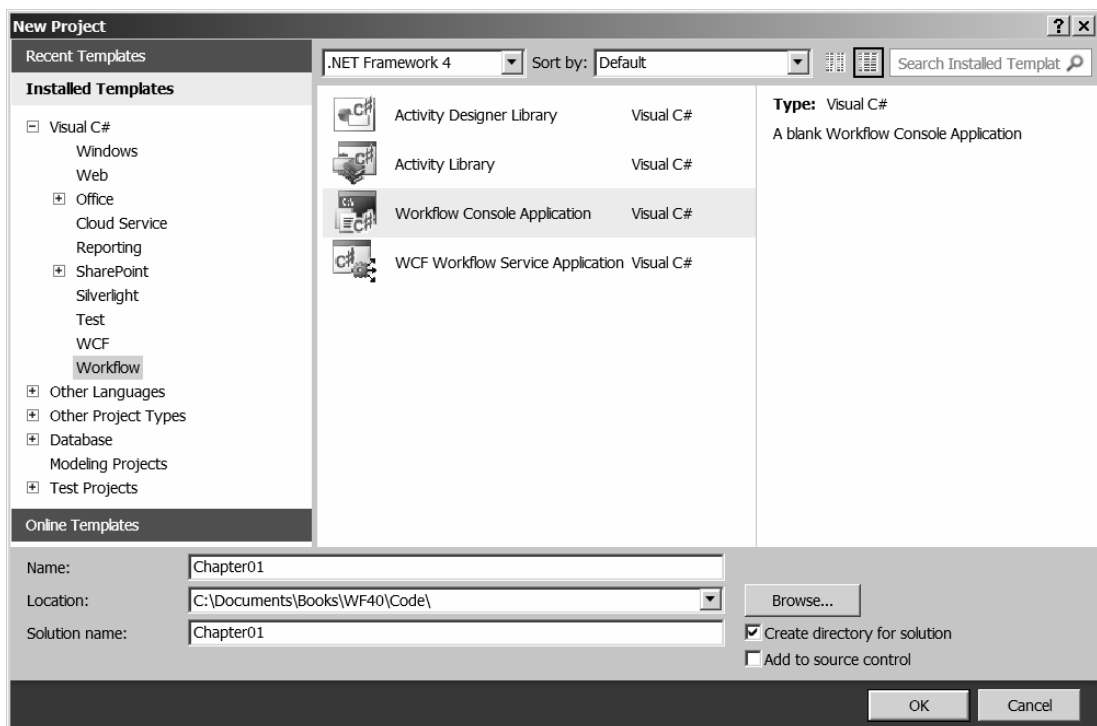 New Project
Recent Templates
Installed Templates
Visual C#
Windows
Web
Office
Cloud Service
Reporting
SharePoint
Silverlight
Test
WCF
Workflow
Other Languages
Other Project Types
Database
Modeling Projects
Test Projects
Online Templates
.NET Framework 4 Sort by: Default Search Installed Templat
Activity Designer Library Visual C#
Activity Library Visual C#
Workflow Console Application Visual C#
WCF Workflow Service Application Visual C#
Type: Visual C#
A blank Workflow Console Application
Name: Chapter01
Location: C:\Documents\Books\WF40\Code\ Browse...
Solution name: Chapter01
Create directory for solution
Add to source control
OK Cancel